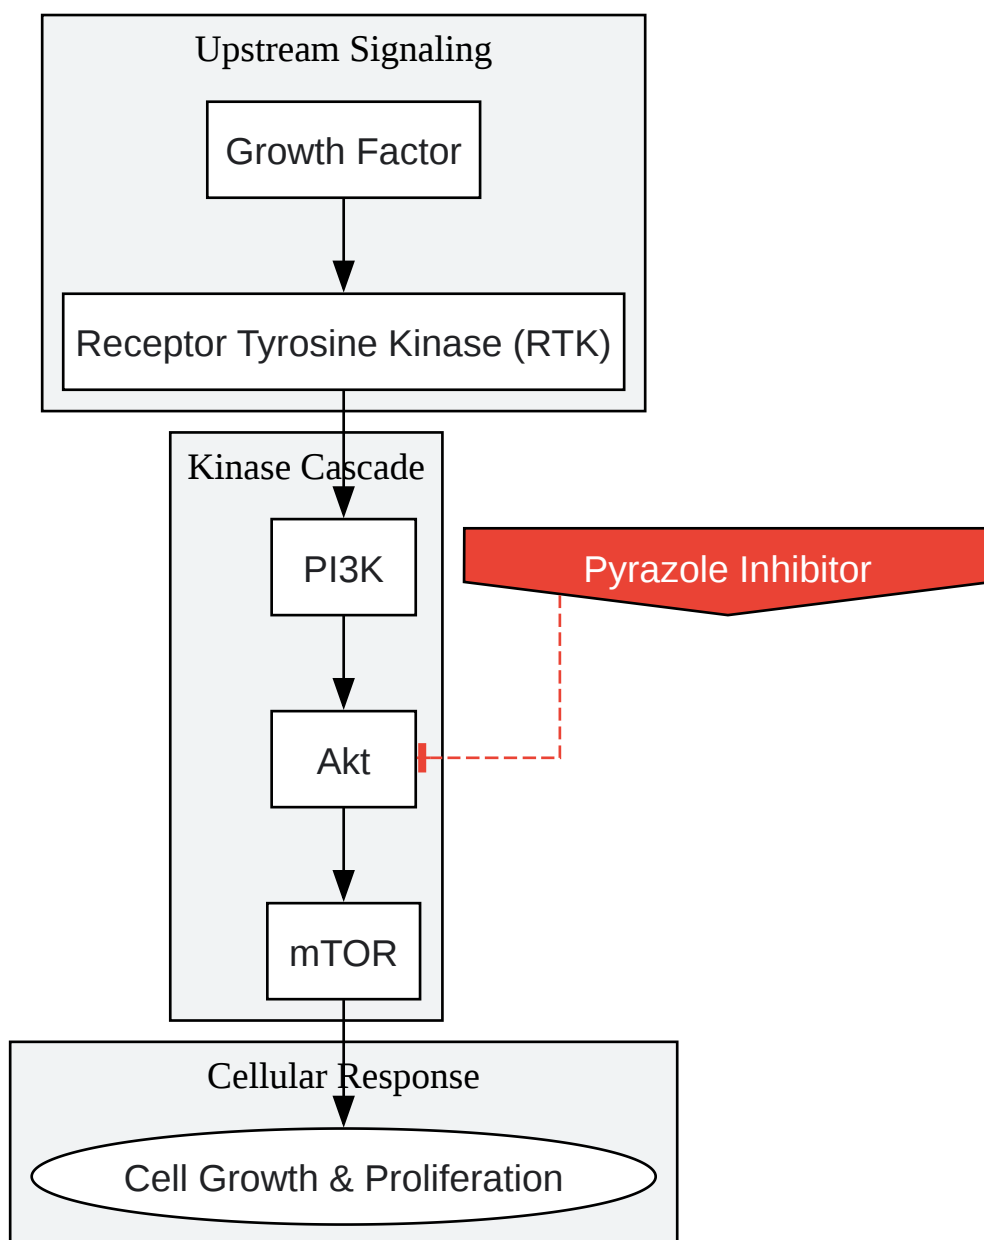 Upstream Signaling
Growth Factor
Receptor Tyrosine Kinase (RTK)
Kinase Cascade
PI3K
Pyrazole Inhibitor
Akt
mTOR
Cellular Response
Cell Growth & Proliferation